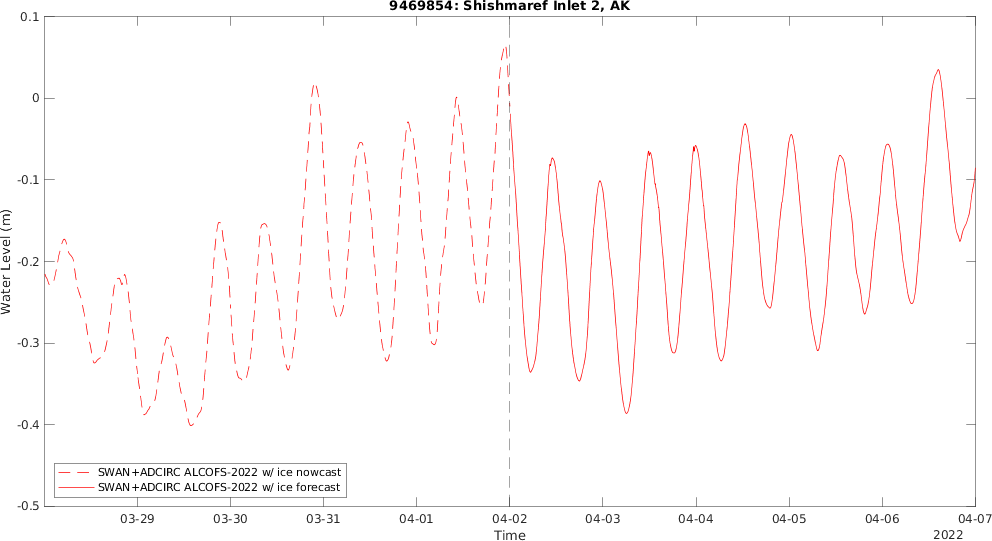 9469854: Shishmaref Inlet 2, AK
0.1
0
-0.1
-0.2
-0.3
-0.4
-0.5
Water Level (m)
SWAN+ADCIRC ALCOFS-2022 w/ ice nowcast
SWAN+ADCIRC ALCOFS-2022 w/ ice forecast
03-29 03-30 03-31 04-01 04-02 04-03 04-04 04-05 04-06 04-07
Time
2022